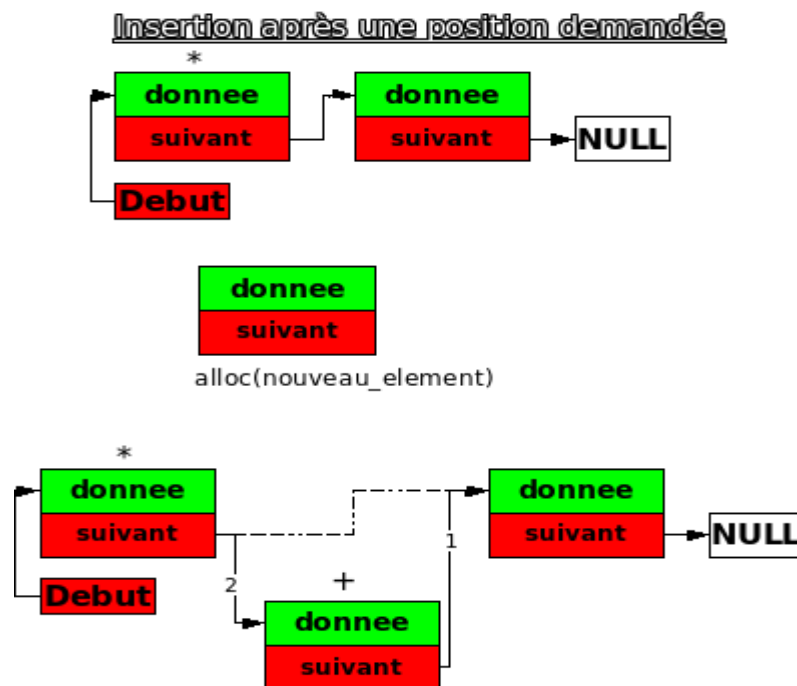 Insertion après une position demandée
*
donnee donnee
suivant suivant NULL
Debut
donnee
suivant
alloc(nouveau_element)
*
donnee donnee
suivant suivant NULL
1
2 +
Debut
donnee
suivant